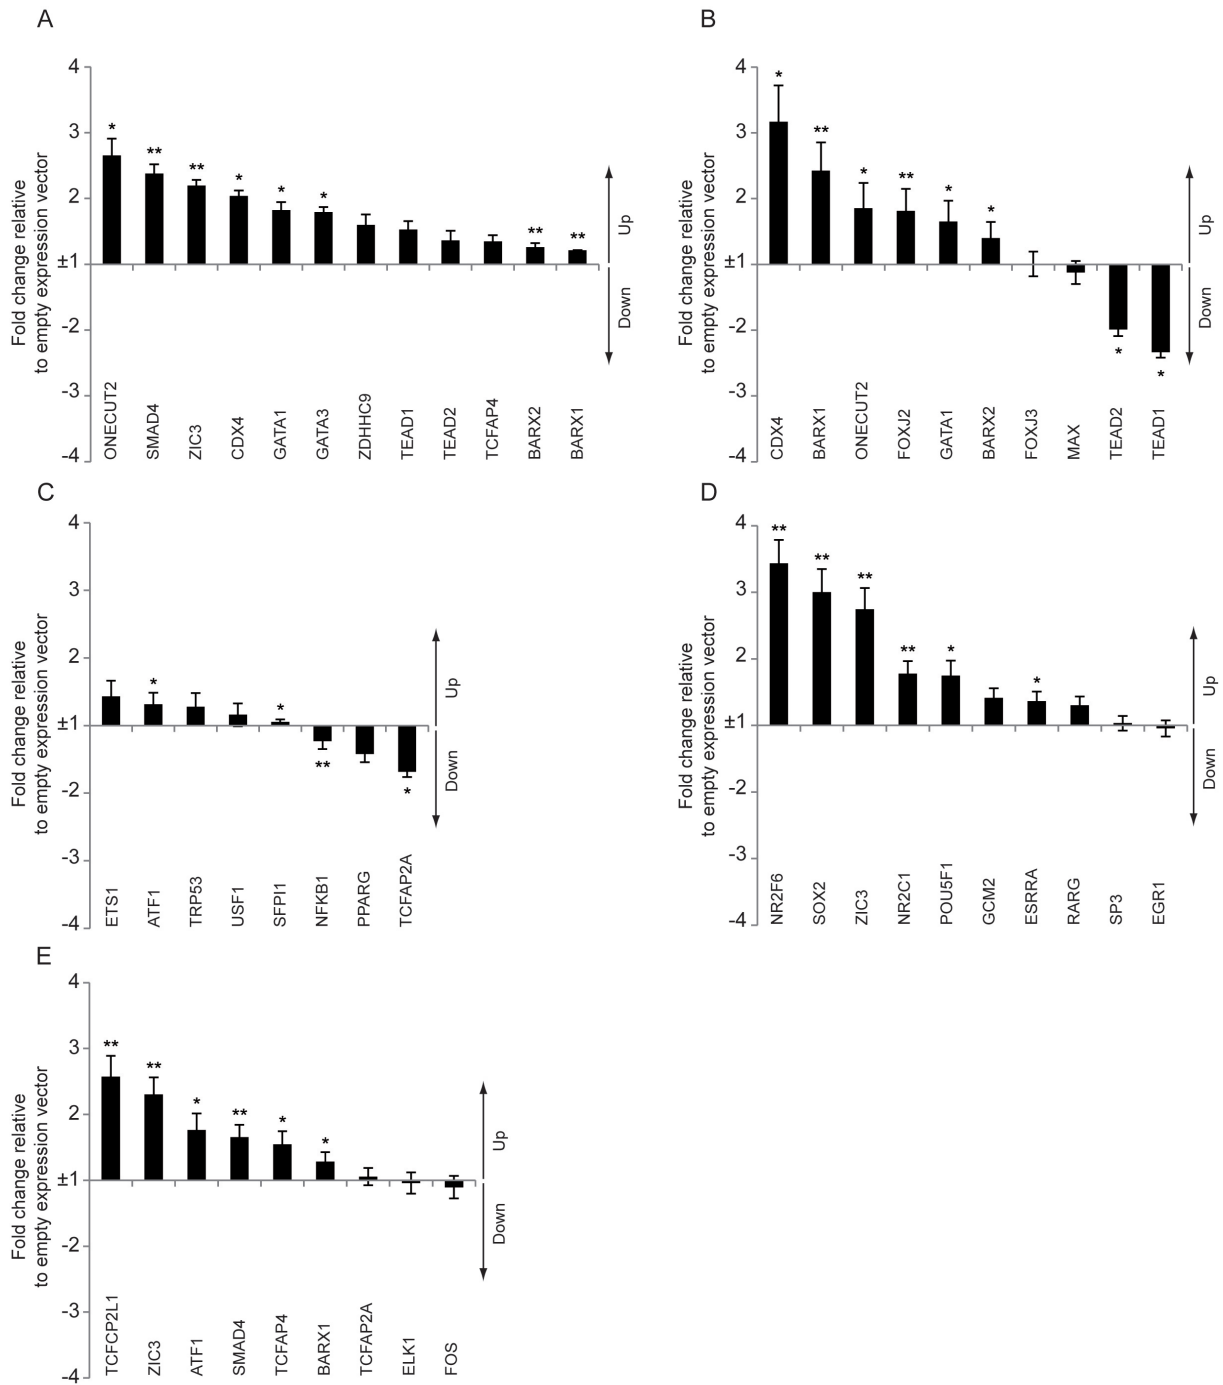 A
Fold change relative
to empty expression vector
4
3
2
±1
-2
-3
-4
* ** ** * * * ** **
Up
Down
ONECUT2
SMAD4
ZIC3
CDX4
GATA1
GATA3
ZDHHC9
TEAD1
TEAD2
TCFAP4
BARX2
BARX1
B
Fold change relative
to empty expression vector
4
3
2
±1
-2
-3
-4
* ** * ** * * * *
Up
Down
CDX4
BARX1
ONECUT2
FOXJ2
GATA1
BARX2
FOXJ3
MAX
TEAD2
TEAD1
C
Fold change relative
to empty expression vector
4
3
2
±1
-2
-3
-4
* * ** *
Up
Down
ETS1
ATF1
TRP53
USF1
SFPI1
NFKB1
PPARG
TCFAP2A
D
Fold change relative
to empty expression vector
4
3
2
±1
-2
-3
-4
** ** ** ** * *
Up
Down
NR2F6
SOX2
ZIC3
NR2C1
POU5F1
GCM2
ESRRA
RARG
SP3
EGR1
E
Fold change relative
to empty expression vector
4
3
2
±1
-2
-3
-4
** ** * ** * *
Up
Down
TCFCP2L1
ZIC3
ATF1
SMAD4
TCFAP4
BARX1
TCFAP2A
ELK1
FOS